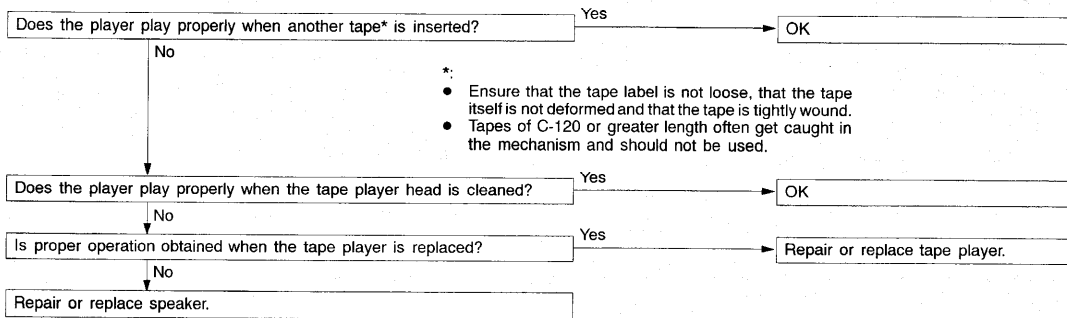 Does the player play properly when another tape* is inserted?
Yes
OK
No
*:
● Ensure that the tape label is not loose, that the tape
itself is not deformed and that the tape is tightly wound.
● Tapes of C-120 or greater length often get caught in
the mechanism and should not be used.
Does the player play properly when the tape player head is cleaned?
Yes
OK
No
Is proper operation obtained when the tape player is replaced?
Yes
Repair or replace tape player.
No
Repair or replace speaker.